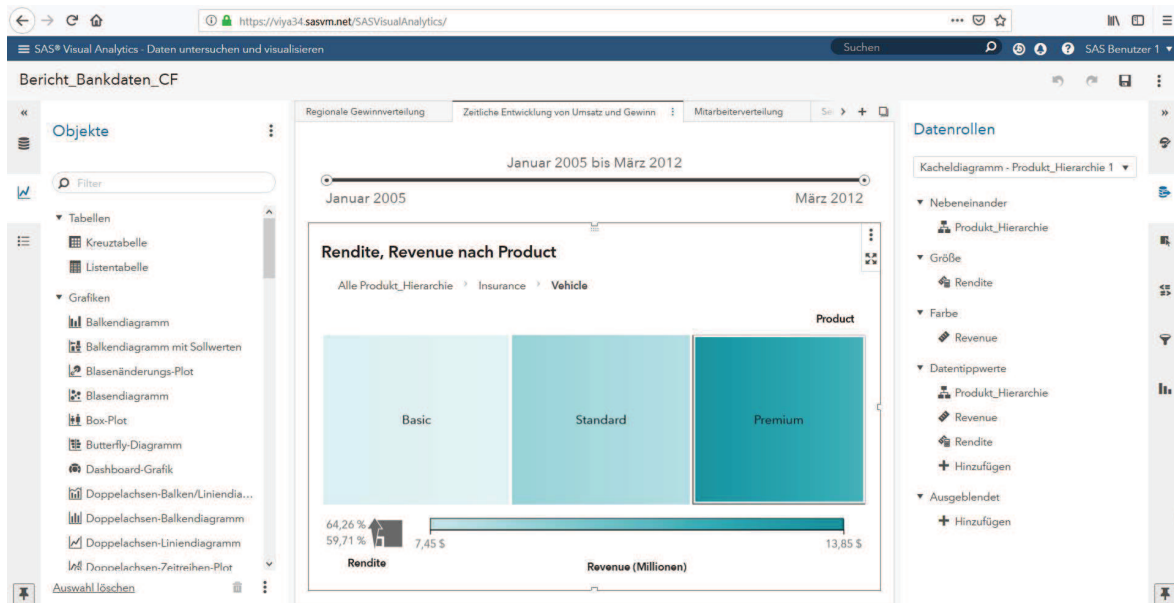 https://viya34.sasvm.net/SASVisualAnalytics/
SAS® Visual Analytics - Daten untersuchen und visualisieren
Suchen
SAS Benutzer 1
Bericht_Bankdaten_CF
Objekte
Filter
Tabellen
Kreuztabelle
Listentabelle
Grafiken
Balkendiagramm
Balkendiagramm mit Sollwerten
Blasenänderungs-Plot
Blasendiagramm
Box-Plot
Butterfly-Diagramm
Dashboard-Grafik
Doppelachsen-Balken/Liniendia...
Doppelachsen-Balkendiagramm
Doppelachsen-Liniendiagramm
Doppelachsen-Zeitreihen-Plot
Auswahl löschen
Regionale Gewinnverteilung
Zeitliche Entwicklung von Umsatz und Gewinn
Mitarbeiterverteilung
Januar 2005 bis März 2012
Januar 2005
März 2012
Rendite, Revenue nach Product
Alle Produkt_Hierarchie
Insurance
Vehicle
Product
Basic
Standard
Premium
64,26 %
59,71 %
Rendite
7,45 $
13,85 $
Revenue (Millionen)
Datenrollen
Kacheldiagramm - Produkt_Hierarchie 1
Nebeneinander
Produkt_Hierarchie
Größe
Rendite
Farbe
Revenue
Datentippwerte
Produkt_Hierarchie
Revenue
Rendite
Hinzufügen
Ausgeblendet
Hinzufügen